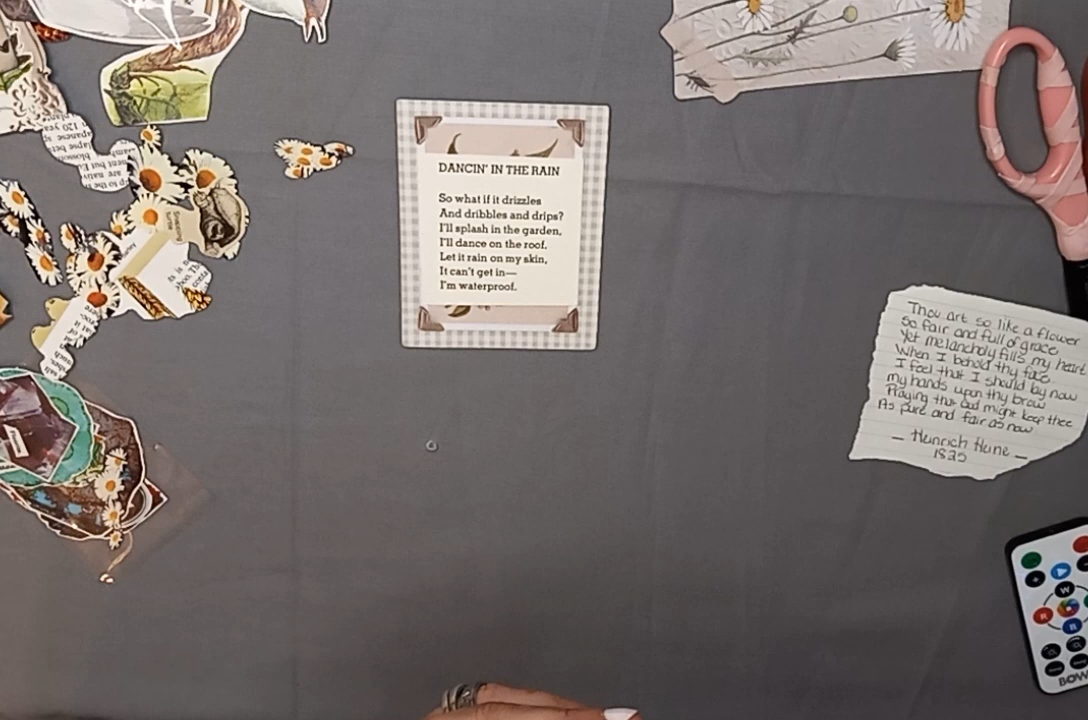 DANCIN' IN THE RAIN
So what if it drizzles
And dribbles and drips?
I'll splash in the garden,
I'll dance on the roof.
Let it rain on my skin,
It can't get in—
I'm waterproof.
Thou art so like a flower
So fair and full of grace
Yet melancholy fills my heart
When I behold thy face
I feel that I should lay now
my hands upon thy brow
Praying that God might keep thee
As pure and fair as now
— Heinrich Heine —
1825
120 yea
W
R
B
BOW